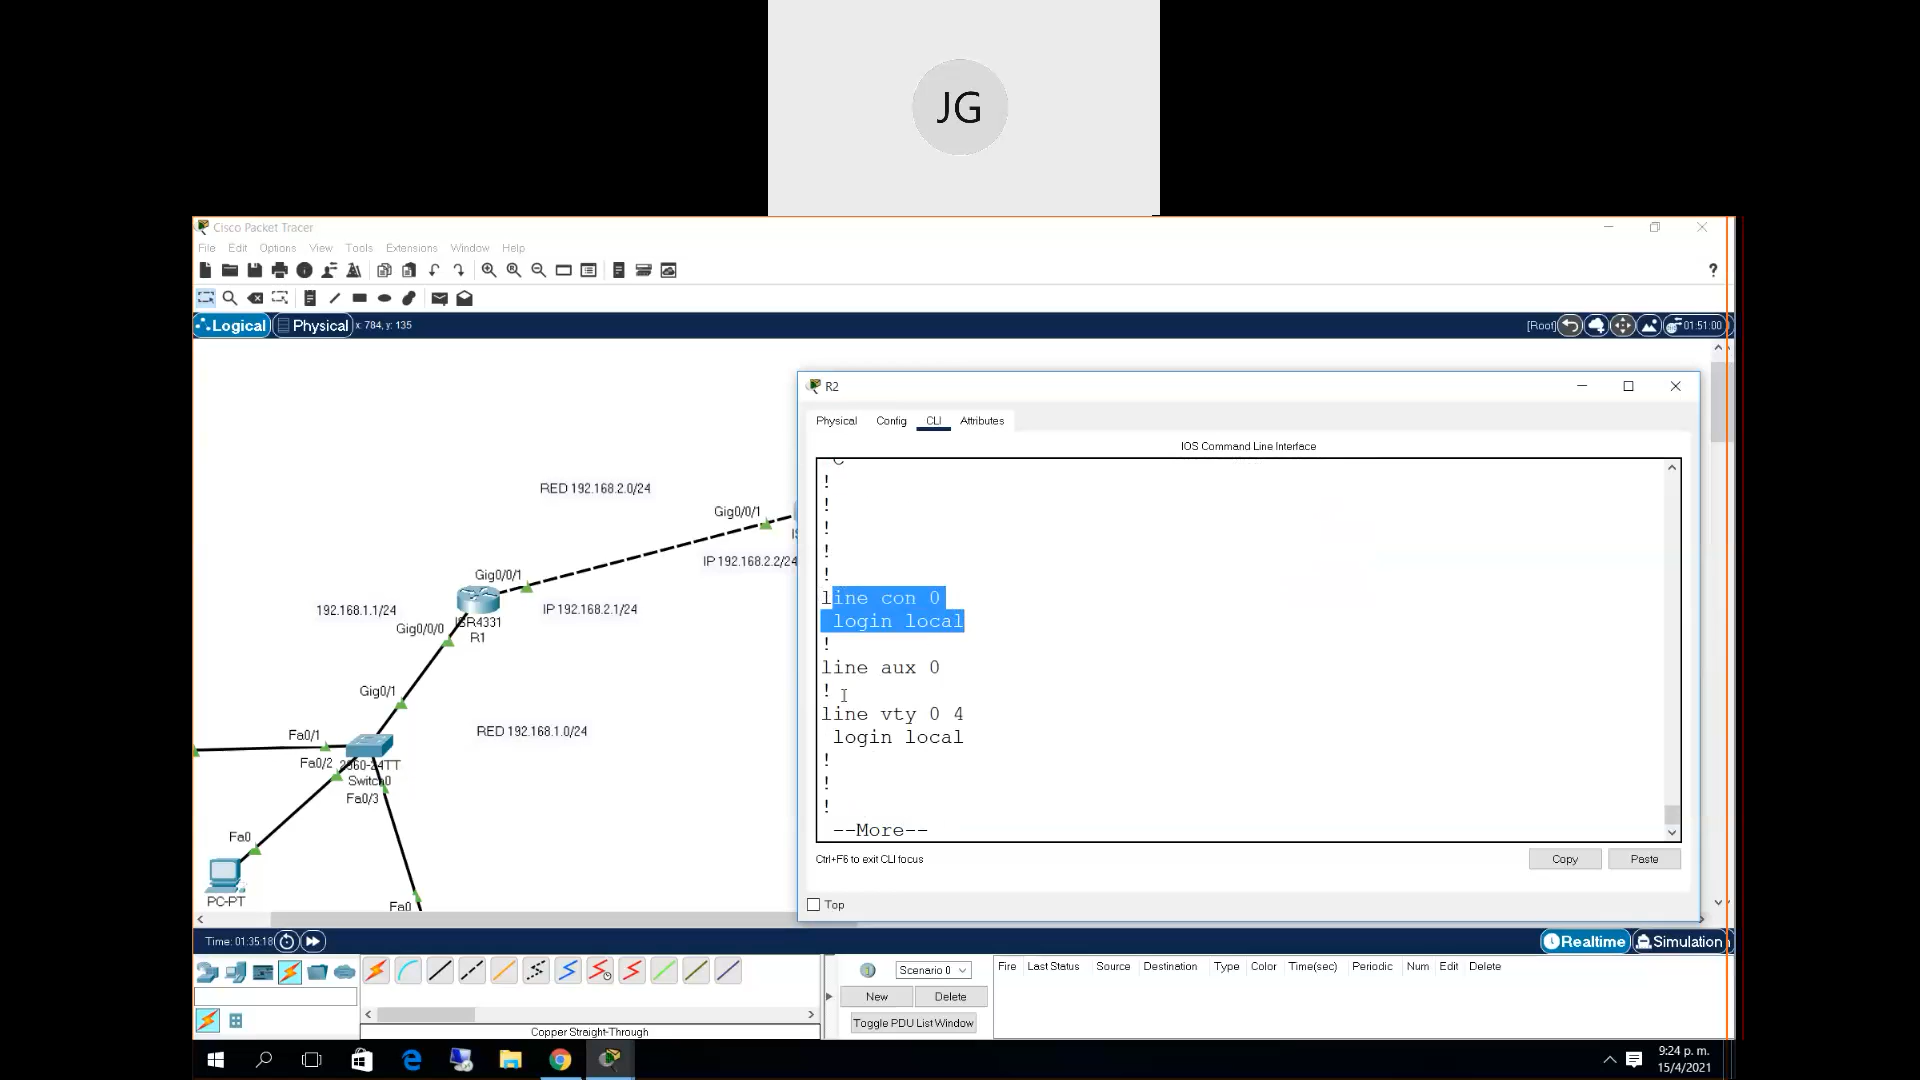 JG
Cisco Packet Tracer
File Edit Options View Tools Extensions Window Help
?
Logical Physical x: 784, y: 135
[Root] 01:51:00
R2
Physical Config CLI Attributes
IOS Command Line Interface
!
!
!
!
!
line con 0
login local
!
line aux 0
!
line vty 0 4
login local
!
!
!
--More--
Ctrl+F6 to exit CLI focus
Copy Paste
Top
RED 192.168.2.0/24
Gig0/0/1
IP 192.168.2.2/24
Gig0/0/1
192.168.1.1/24
IP 192.168.2.1/24
Gig0/0/0
ISR4331
R1
Gig0/1
RED 192.168.1.0/24
Fa0/1
Fa0/2
2960-24TT
Switch0
Fa0/3
Fa0
PC-PT
Fa0
Time: 01:35:18
Realtime Simulation
Scenario 0
New Delete
Toggle PDU List Window
Fire Last Status Source Destination Type Color Time(sec) Periodic Num Edit Delete
Copper Straight-Through
9:24 p. m.
15/4/2021